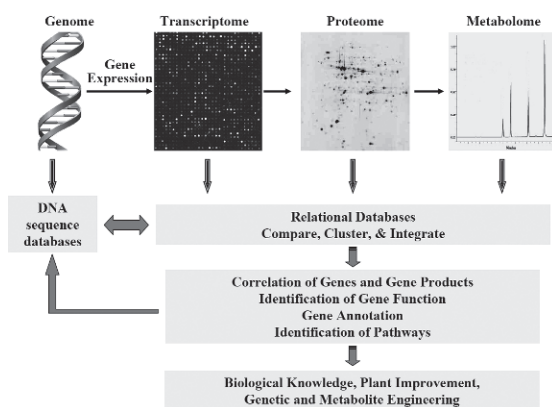 Genome
Transcriptome
Proteome
Metabolome
Gene
Expression
DNA
sequence
databases
Relational Databases
Compare, Cluster, & Integrate
Correlation of Genes and Gene Products
Identification of Gene Function
Gene Annotation
Identification of Pathways
Biological Knowledge, Plant Improvement,
Genetic and Metabolite Engineering